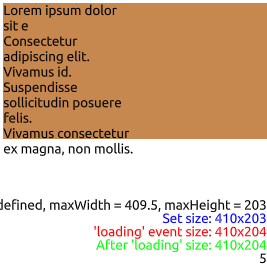 Lorem ipsum dolor
sit e
Consectetur
adipiscing elit.
Vivamus id.
Suspendisse
sollicitudin posuere
felis.
Vivamus consectetur
ex magna, non mollis.
defined, maxWidth = 409.5, maxHeight = 203
Set size: 410x203
'loading' event size: 410x204
After 'loading' size: 410x204
5